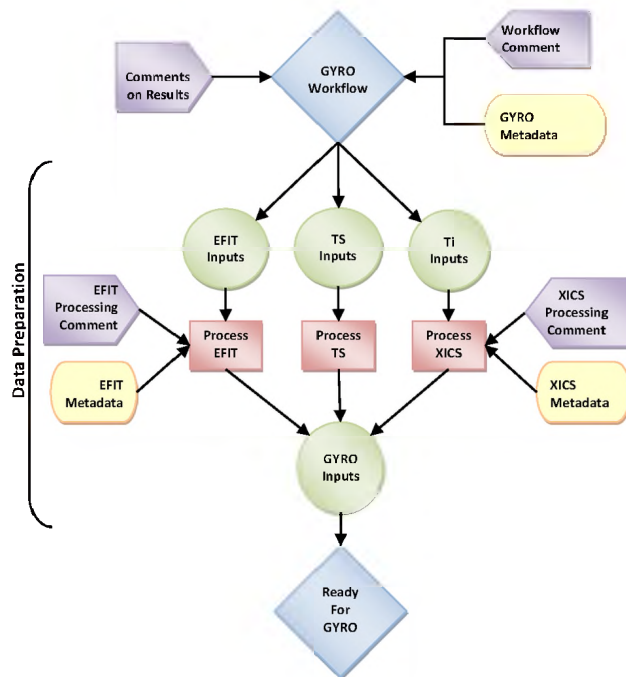 Workflow
Comment
Comments
on Results
GYRO
Workflow
GYRO
Metadata
Data Preparation
EFIT
Inputs
TS
Inputs
Ti
Inputs
EFIT
Processing
Comment
XICS
Processing
Comment
Process
EFIT
Process
TS
Process
XICS
EFIT
Metadata
XICS
Metadata
GYRO
Inputs
Ready
For
GYRO